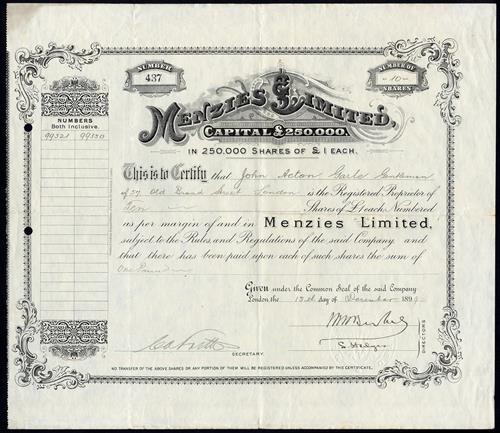 NUMBER
437
NUMBER OF
10
SHARES
MENZIES LIMITED,
CAPITAL £250,000,
IN 250,000 SHARES OF £1 EACH.
NUMBERS
Both Inclusive.
99321 99330
This is to Certify that John Acton Garle Gentleman
of 37 Old Broad Street London is the Registered Proprietor of
Ten Shares of £1 each, Numbered
as per margin of and in Menzies Limited,
subject to the Rules and Regulations of the said Company, and
that there has been paid upon each of such shares the sum of
One Pound
Given under the Common Seal of the said Company
London, the 13th day of December 189
DIRECTORS
SECRETARY.
NO TRANSFER OF THE ABOVE SHARES OR ANY PORTION OF THEM WILL BE REGISTERED UNLESS ACCOMPANIED BY THIS CERTIFICATE.